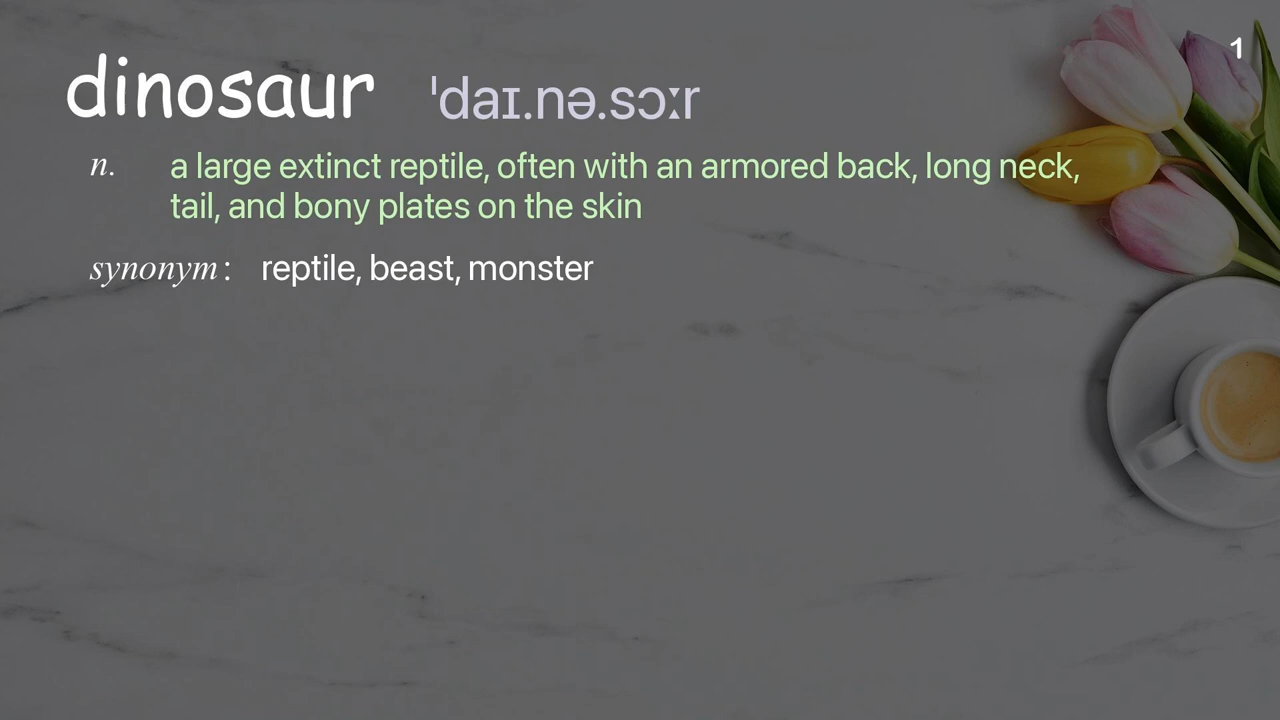 1
dinosaur ˈdaɪ.nə.sɔːr
n. a large extinct reptile, often with an armored back, long neck,
tail, and bony plates on the skin
synonym : reptile, beast, monster